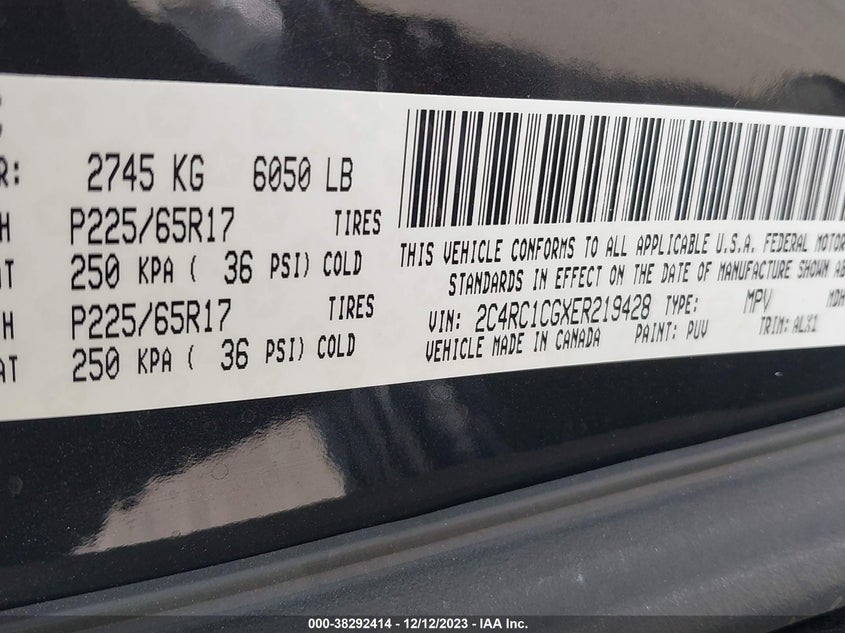 R: 2745 KG 6050 LB
H P225/65R17 TIRES
AT 250 KPA ( 36 PSI) COLD
H P225/65R17 TIRES
AT 250 KPA ( 36 PSI) COLD
THIS VEHICLE CONFORMS TO ALL APPLICABLE U.S.A. FEDERAL MOTOR
STANDARDS IN EFFECT ON THE DATE OF MANUFACTURE SHOWN AB
VIN: 2C4RC1CGXER219428 TYPE: MPV MDH
VEHICLE MADE IN CANADA PAINT: PUV TRIM: ALX1
000-38292414 - 12/12/2023 - IAA Inc.